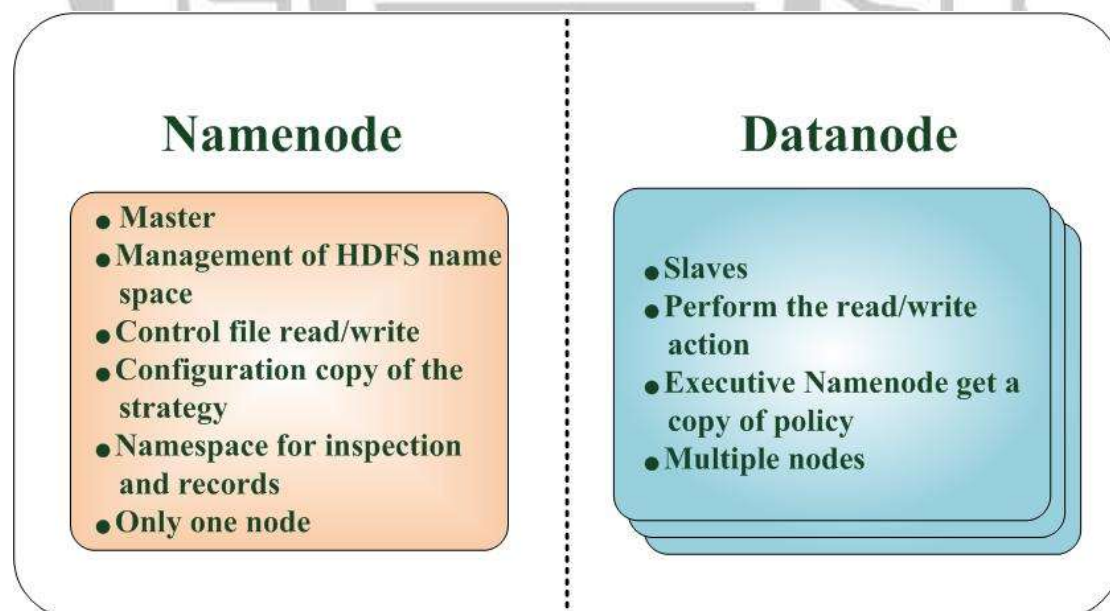 Namenode
● Master
● Management of HDFS name
space
● Control file read/write
● Configuration copy of the
strategy
● Namespace for inspection
and records
● Only one node
Datanode
● Slaves
● Perform the read/write
action
● Executive Namenode get a
copy of policy
● Multiple nodes